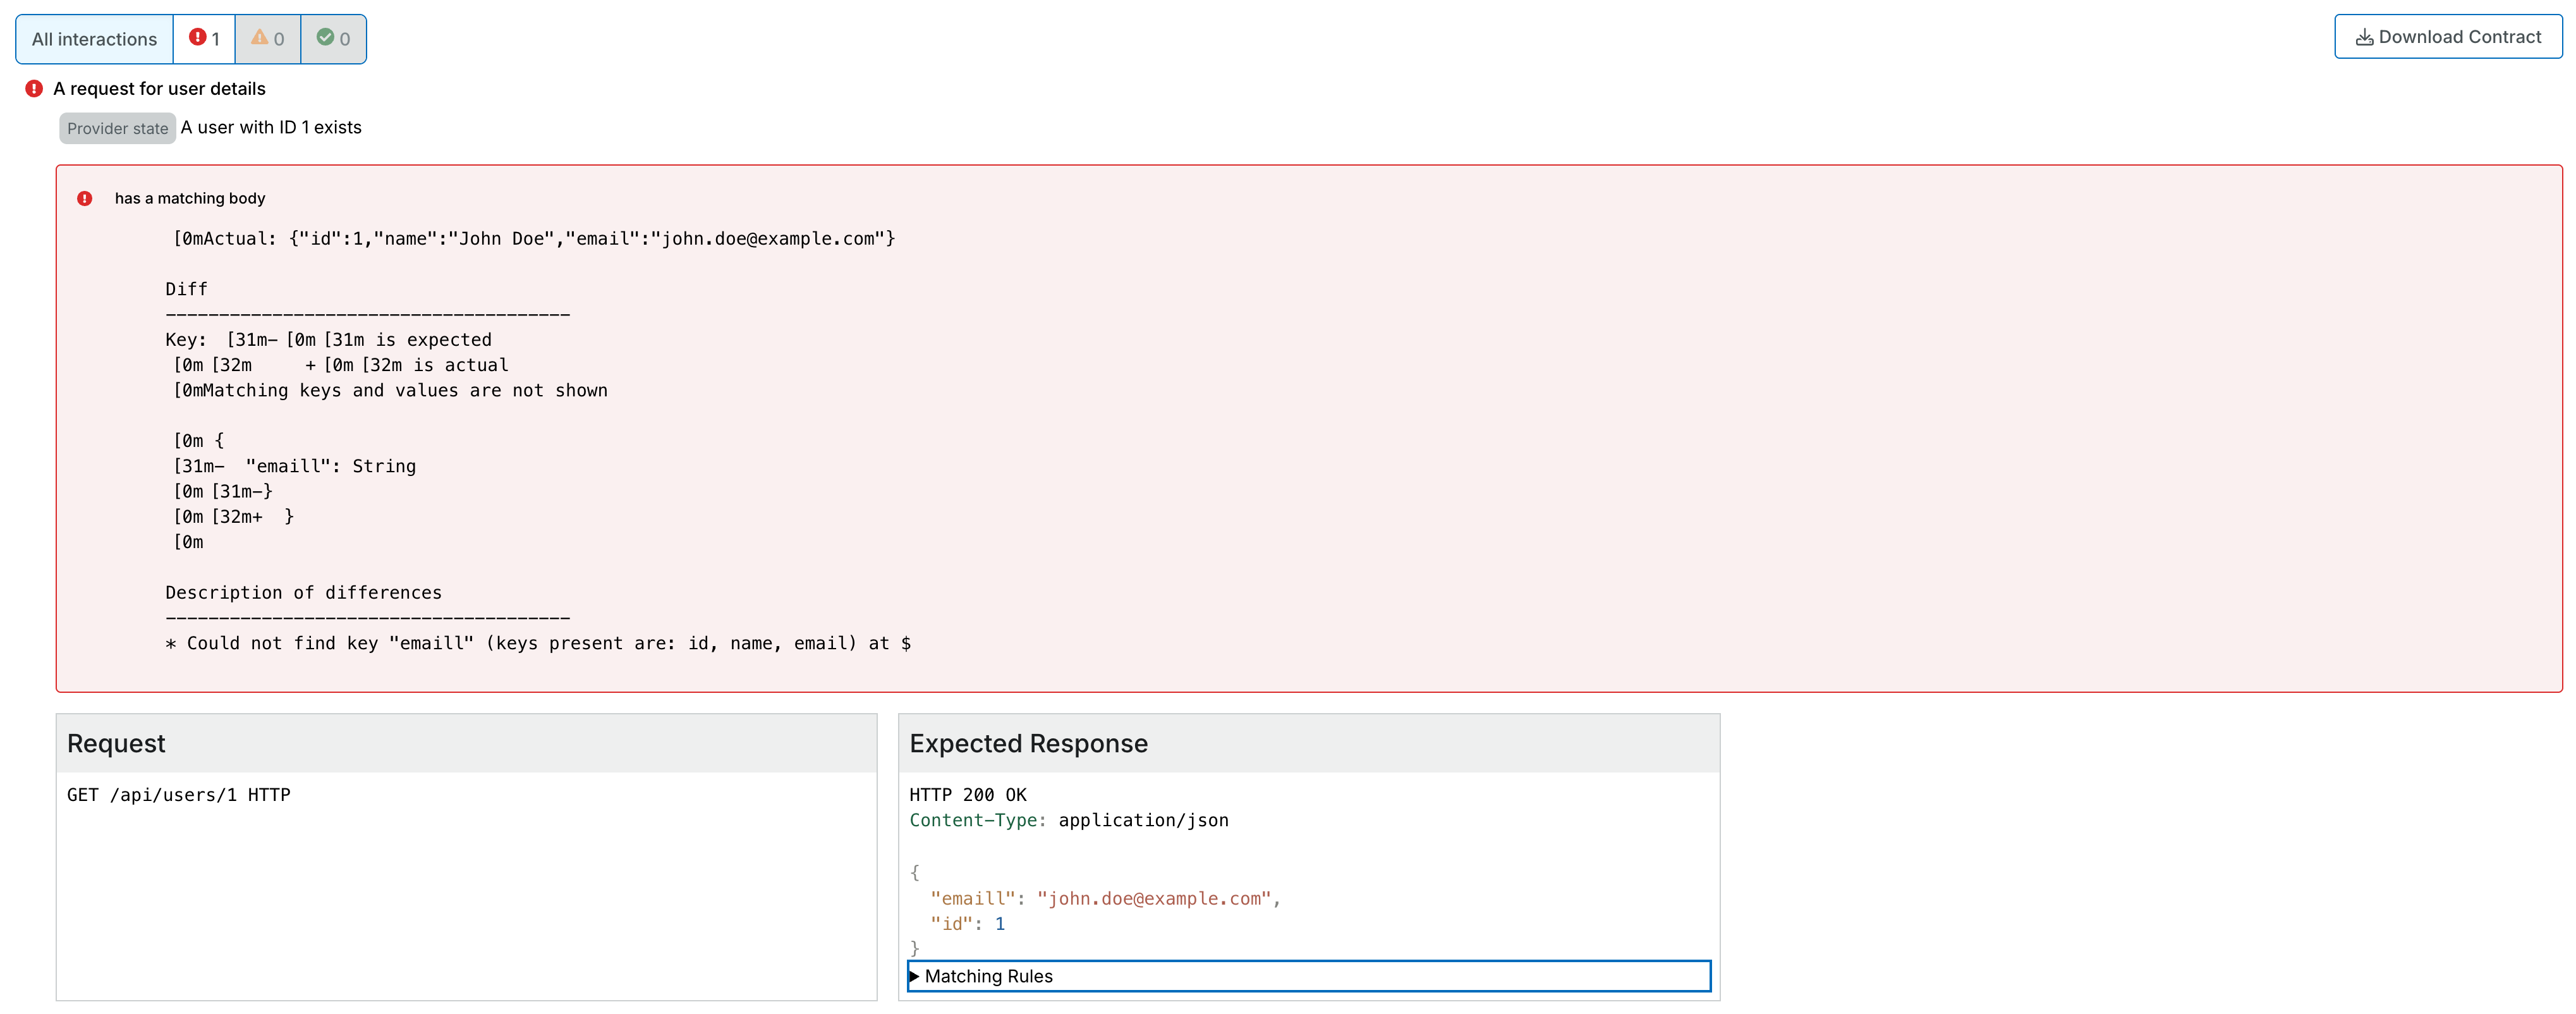 All interactions 1 0 0 Download Contract
A request for user details
Provider state A user with ID 1 exists
has a matching body
[0mActual: {"id":1,"name":"John Doe","email":"john.doe@example.com"}
Diff
--------------------------------------
Key: [31m- [0m [31m is expected
[0m [32m + [0m [32m is actual
[0mMatching keys and values are not shown
[0m {
[31m-  "emaill": String
[0m [31m-}
[0m [32m+  }
[0m
Description of differences
--------------------------------------
* Could not find key "emaill" (keys present are: id, name, email) at $
Request
GET /api/users/1 HTTP
Expected Response
HTTP 200 OK
Content-Type: application/json
{
"emaill": "john.doe@example.com",
"id": 1
}
Matching Rules